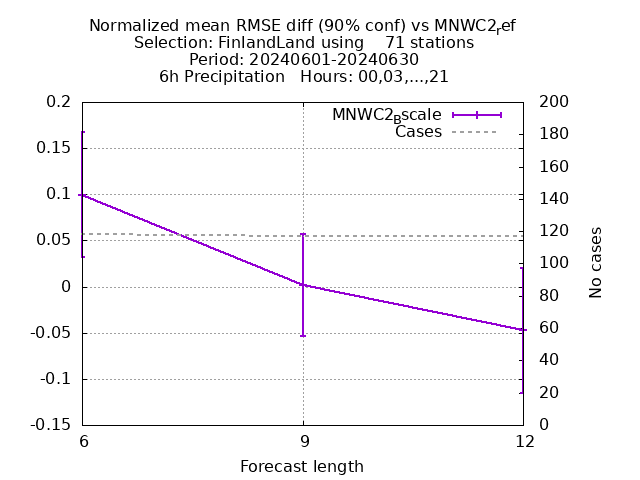 Normalized mean RMSE diff (90% conf) vs MNWC2ref
Selection: FinlandLand using    71 stations
Period: 20240601-20240630
6h Precipitation   Hours: 00,03,...,21
MNWC2Bscale
Cases
0.2
0.15
0.1
0.05
0
-0.05
-0.1
-0.15
200
180
160
140
120
100
80
60
40
20
0
No cases
6
9
12
Forecast length